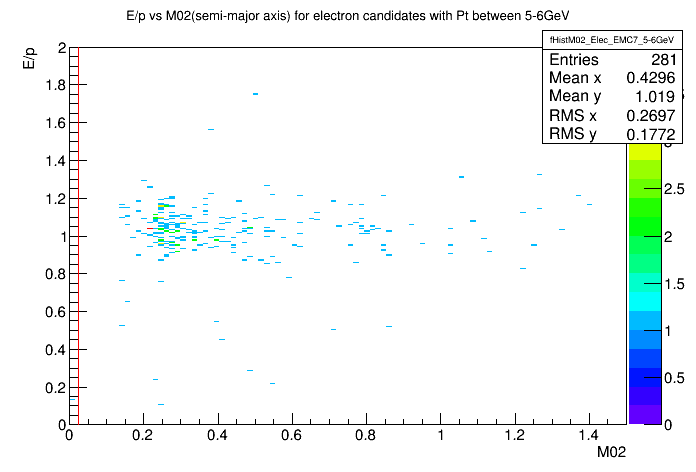 E/p vs M02(semi-major axis) for electron candidates with Pt between 5-6GeV
fHistM02_Elec_EMC7_5-6GeV
Entries 281
Mean x 0.4296
Mean y 1.019
RMS x 0.2697
RMS y 0.1772
E/p
2
1.8
1.6
1.4
1.2
1
0.8
0.6
0.4
0.2
0
0 0.2 0.4 0.6 0.8 1 1.2 1.4
M02
2.5
2
1.5
1
0.5
0